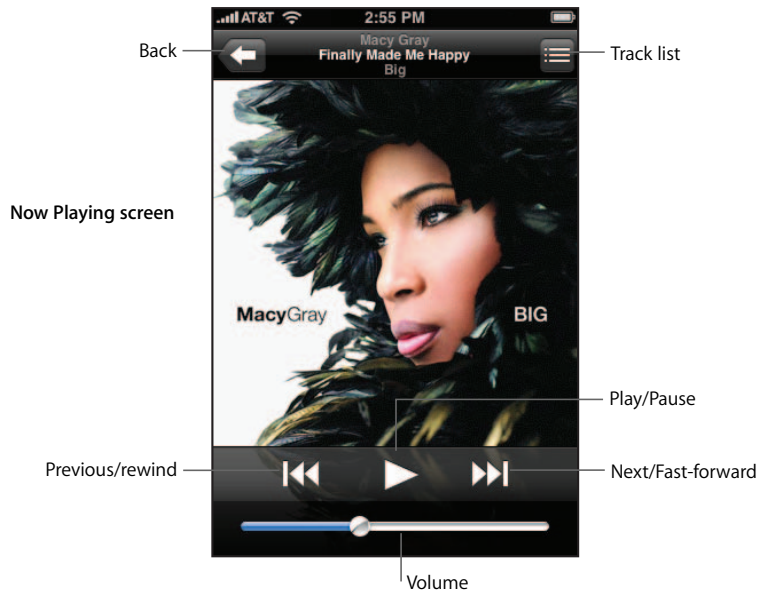 AT&T 2:55 PM
Back
Macy Gray
Finally Made Me Happy
Big
Track list
Now Playing screen
MacyGray BIG
Play/Pause
Previous/rewind
Next/Fast-forward
Volume